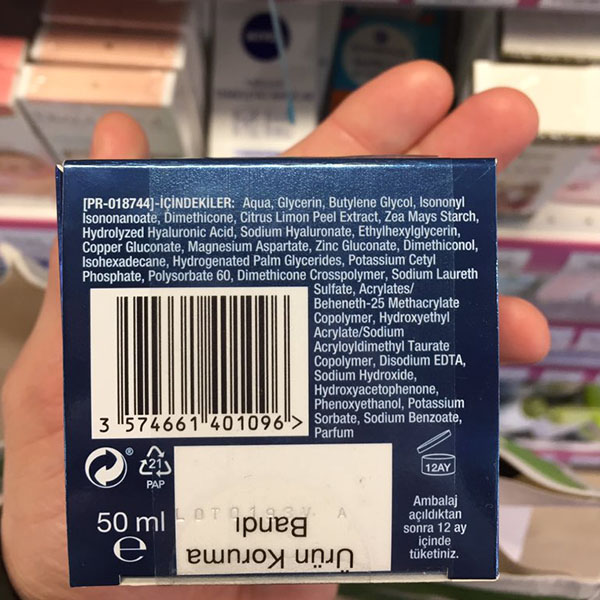 NIVEA
[PR-018744]-İÇİNDEKİLER: Aqua, Glycerin, Butylene Glycol, Isononyl
Isononanoate, Dimethicone, Citrus Limon Peel Extract, Zea Mays Starch,
Hydrolyzed Hyaluronic Acid, Sodium Hyaluronate, Ethylhexylglycerin,
Copper Gluconate, Magnesium Aspartate, Zinc Gluconate, Dimethiconol,
Isohexadecane, Hydrogenated Palm Glycerides, Potassium Cetyl
Phosphate, Polysorbate 60, Dimethicone Crosspolymer, Sodium Laureth
Sulfate, Acrylates/
Beheneth-25 Methacrylate
Copolymer, Hydroxyethyl
Acrylate/Sodium
Acryloyldimethyl Taurate
Copolymer, Disodium EDTA,
Sodium Hydroxide,
Hydroxyacetophenone,
Phenoxyethanol, Potassium
Sorbate, Sodium Benzoate,
Parfum
3 574661 401096 >
21
PAP
12AY
50 ml
e
Ürün Koruma
Bandı
Ambalaj
açıldıktan
sonra 12 ay
içinde
tüketiniz.